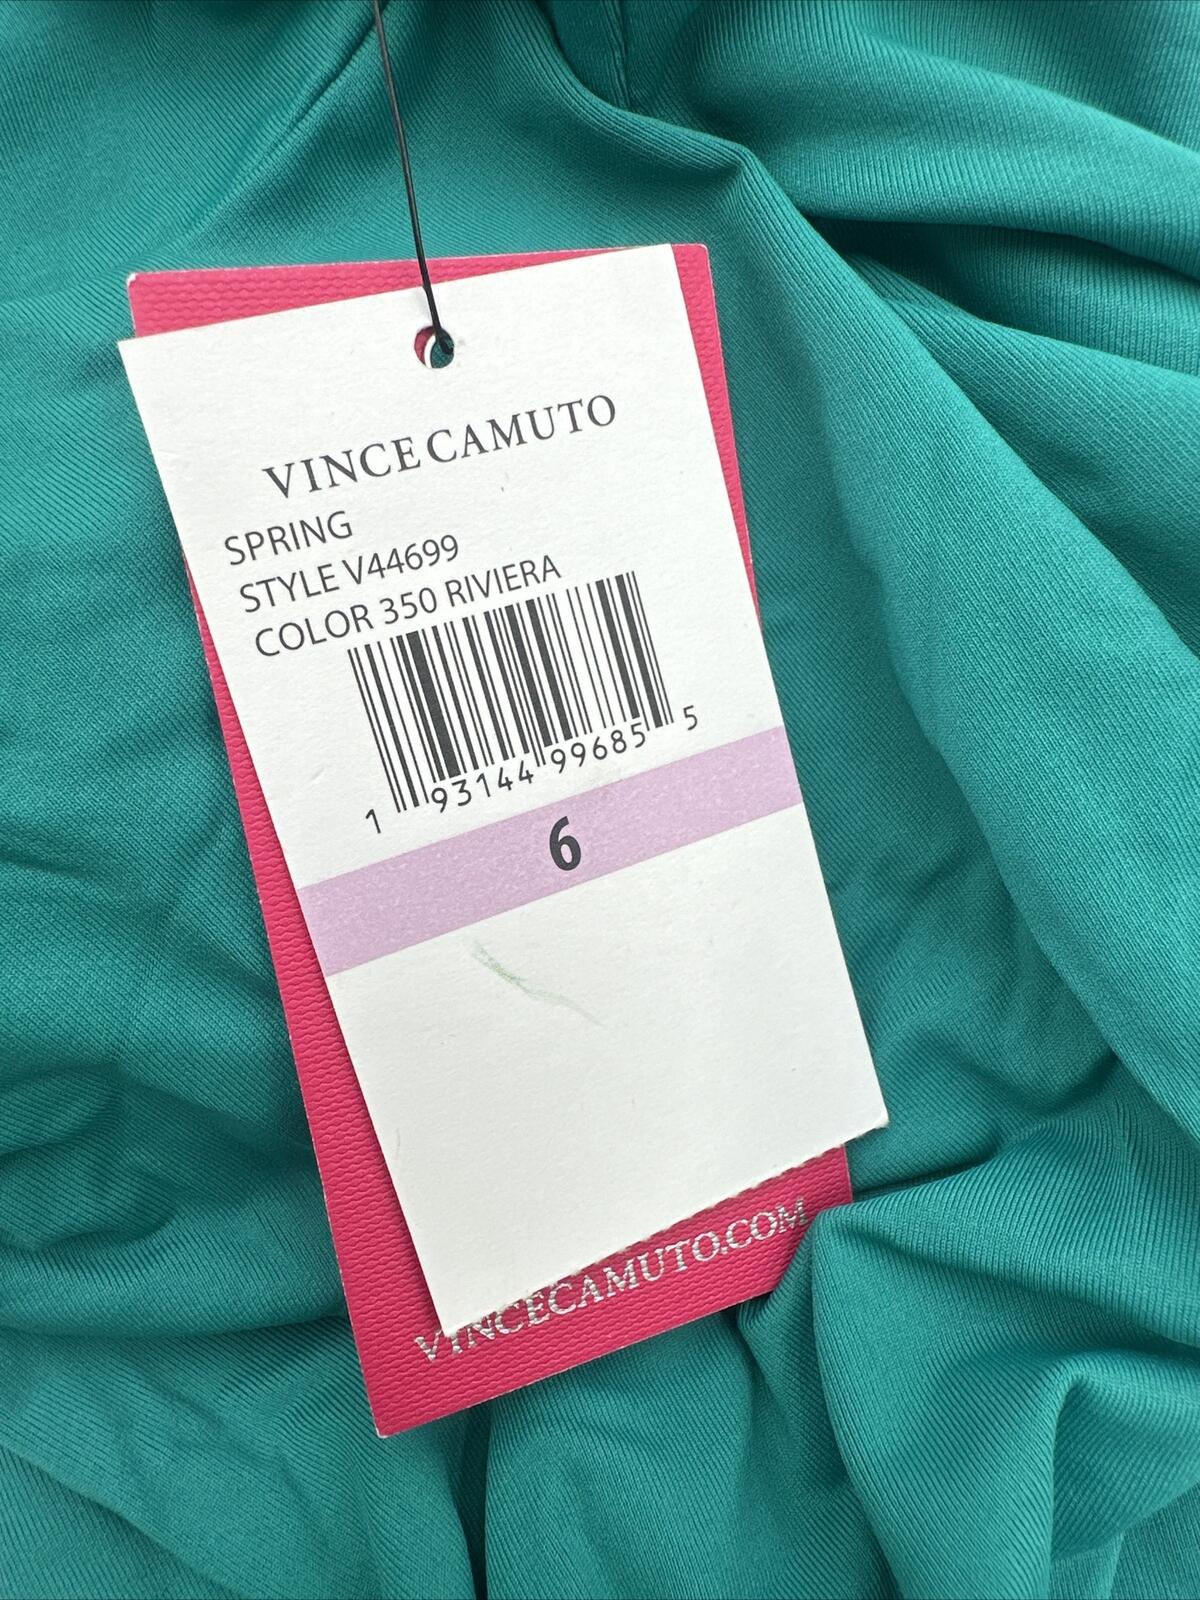 VINCE CAMUTO
SPRING
STYLE V44699
COLOR 350 RIVIERA
1 93144 99685 5
6
VINCECAMUTO.COM